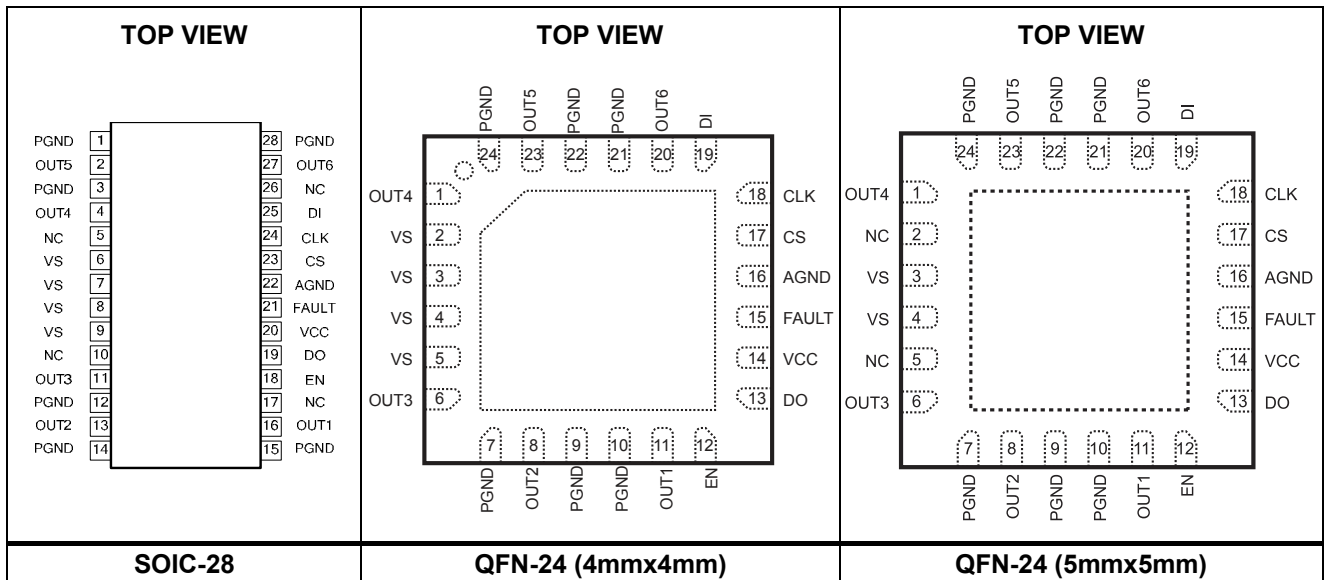 TOP VIEW
PGND 1 28 PGND
OUT5 2 27 OUT6
PGND 3 26 NC
OUT4 4 25 DI
NC 5 24 CLK
VS 6 23 CS
VS 7 22 AGND
VS 8 21 FAULT
VS 9 20 VCC
NC 10 19 DO
OUT3 11 18 EN
PGND 12 17 NC
OUT2 13 16 OUT1
PGND 14 15 PGND
SOIC-28
TOP VIEW
PGND OUT5 PGND PGND OUT6 DI
24 23 22 21 20 19
OUT4 1 18 CLK
VS 2 17 CS
VS 3 16 AGND
VS 4 15 FAULT
VS 5 14 VCC
OUT3 6 13 DO
7 8 9 10 11 12
PGND OUT2 PGND PGND OUT1 EN
QFN-24 (4mmx4mm)
TOP VIEW
PGND OUT5 PGND PGND OUT6 DI
24 23 22 21 20 19
OUT4 1 18 CLK
NC 2 17 CS
VS 3 16 AGND
VS 4 15 FAULT
NC 5 14 VCC
OUT3 6 13 DO
7 8 9 10 11 12
PGND OUT2 PGND PGND OUT1 EN
QFN-24 (5mmx5mm)